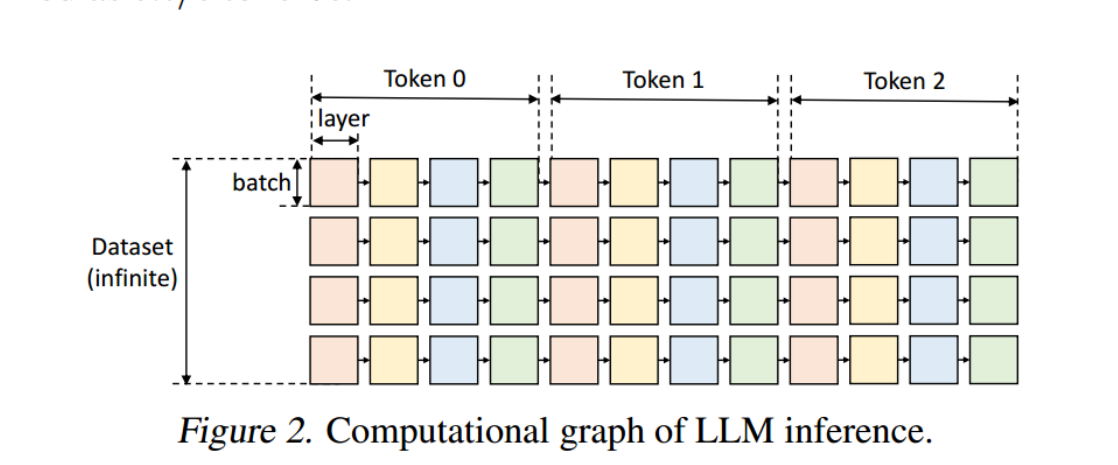 Token 0 Token 1 Token 2
layer
batch
Dataset
(infinite)
Figure 2. Computational graph of LLM inference.